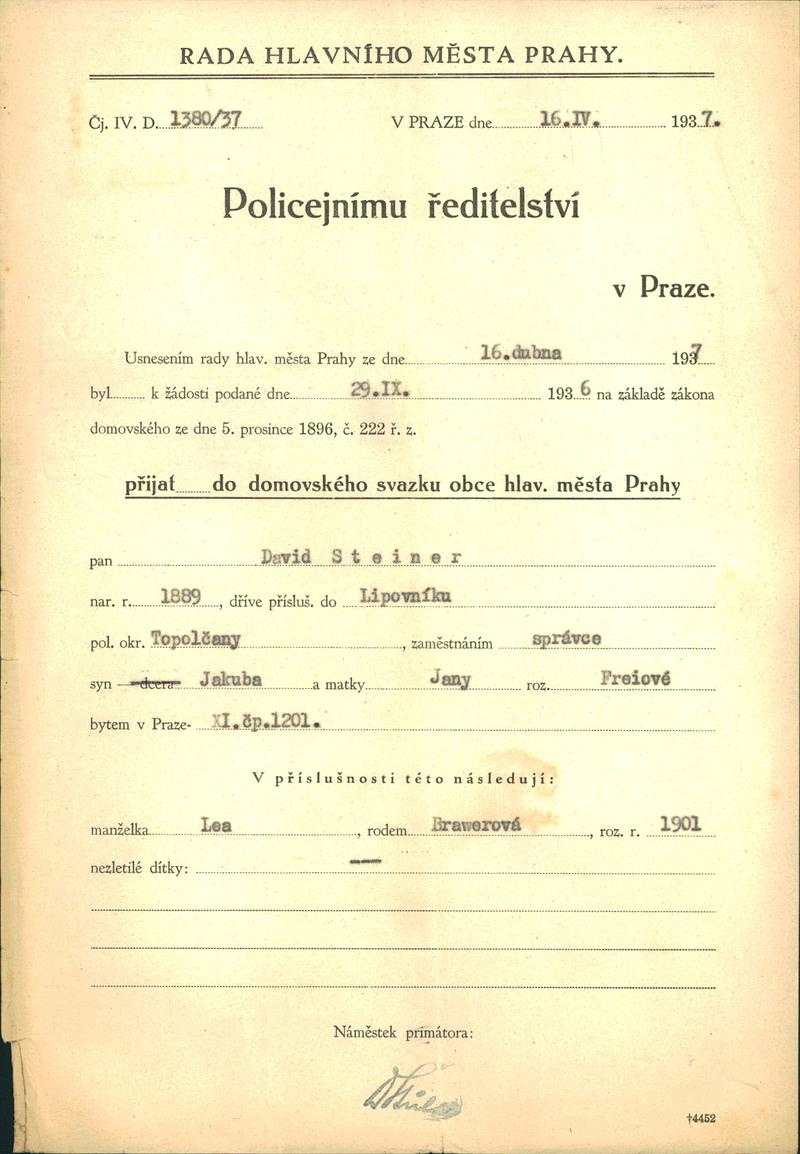 RADA HLAVNÍHO MĚSTA PRAHY.
Čj. IV. D. 1380/37 V PRAZE dne 16.IV. 1937.
Policejnímu ředitelství
v Praze.
Usnesením rady hlav. města Prahy ze dne 16.dubna 1937
byl k žádosti podané dne 29.IX. 1936 na základě zákona
domovského ze dne 5. prosince 1896, č. 222 ř. z.
přijat do domovského svazku obce hlav. města Prahy
pan David Steiner
nar. r. 1889, dříve přísluš. do Lipovníku
pol. okr. Topolčany, zaměstnáním správce
syn — dcera Jakuba a matky Jany roz. Freiové
bytem v Praze- XI.čp.1201.
V příslušnosti této následují:
manželka Lea, rodem Brawerová, roz. r. 1901
nezletilé dítky: —
Náměstek primátora:
†4452